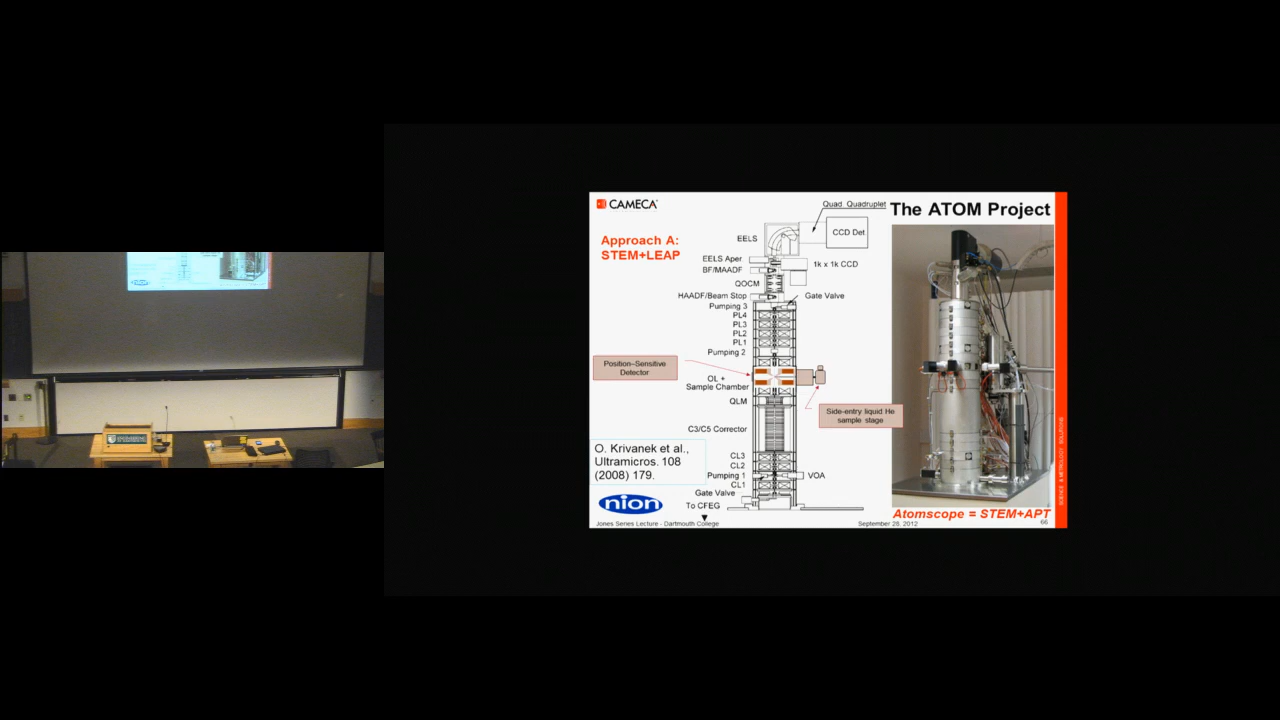 CAMECA
The ATOM Project
Approach A:
STEM+LEAP
Quad Quadruplet
CCD Det
EELS
EELS Aper
1k x 1k CCD
BF/MAADF
QOCM
HAADF/Beam Stop
Gate Valve
Pumping 3
PL4
PL3
PL2
PL1
Pumping 2
Position-Sensitive
Detector
OL +
Sample Chamber
QLM
Side-entry liquid He
sample stage
C3/C5 Corrector
O. Krivanek et al.,
Ultramicros. 108
(2008) 179.
CL3
CL2
Pumping 1
VOA
CL1
Gate Valve
To CFEG
nion
Atomscope = STEM+APT
Jones Series Lecture - Dartmouth College
September 28, 2012
66
SCIENCE & METROLOGY SOLUTIONS